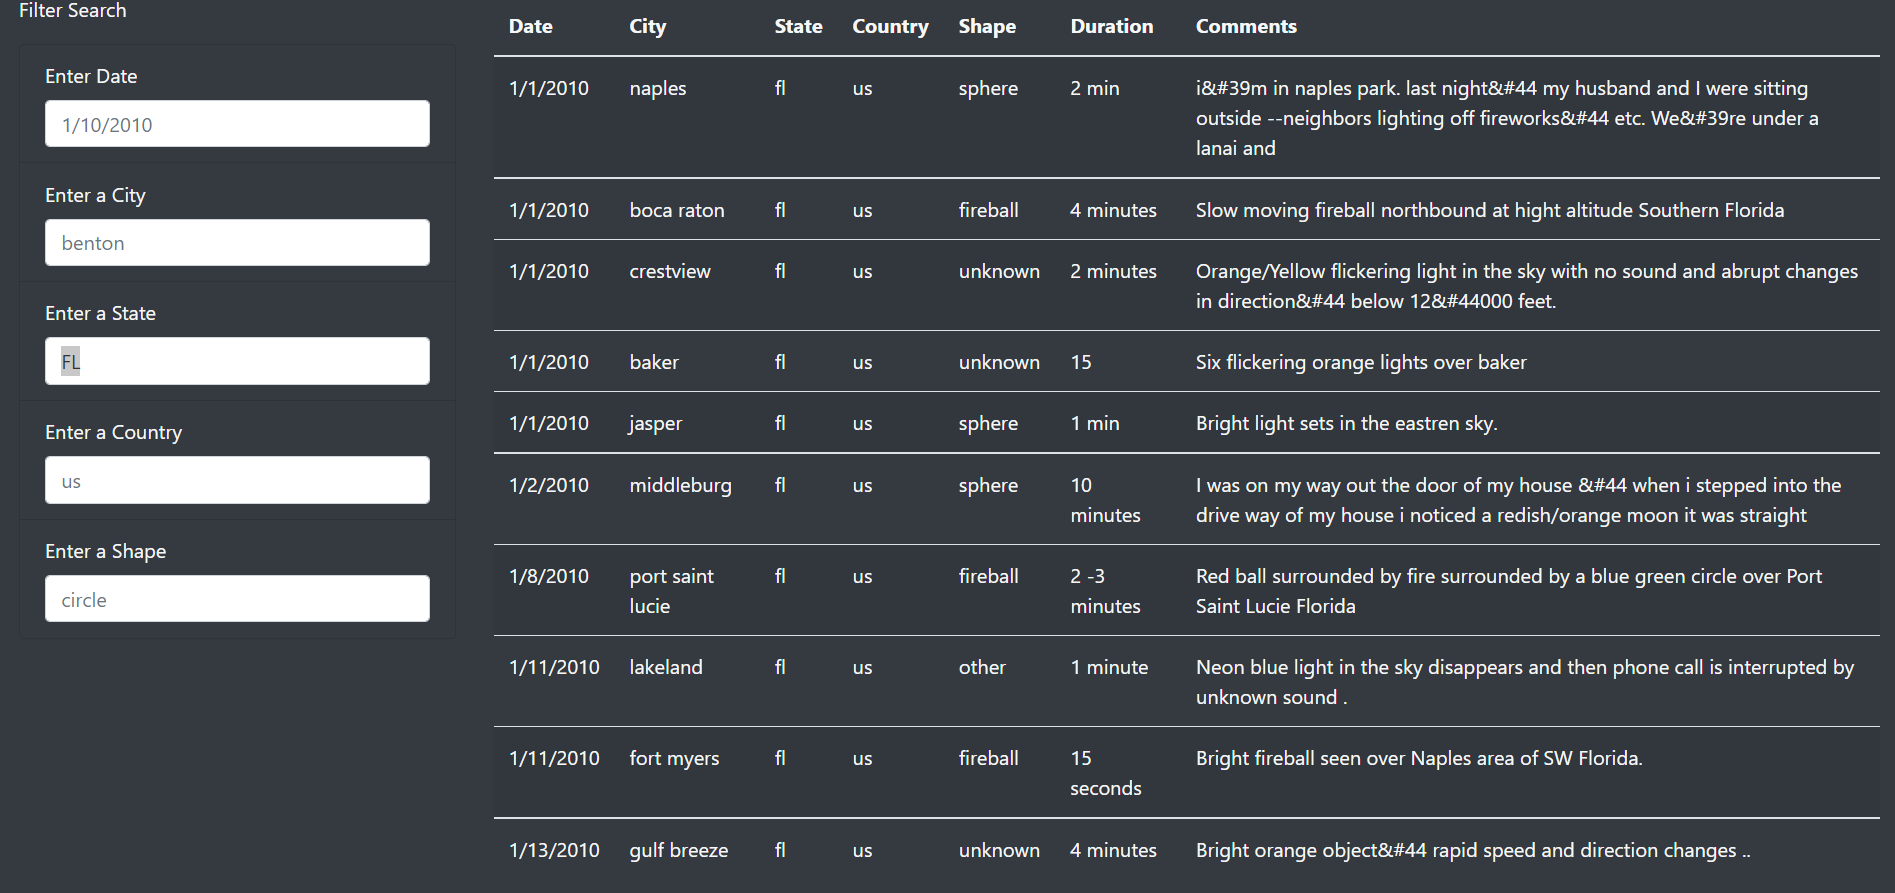 Filter Search
Enter Date
1/10/2010
Enter a City
benton
Enter a State
FL
Enter a Country
us
Enter a Shape
circle
Date City State Country Shape Duration Comments
1/1/2010 naples fl us sphere 2 min i&#39m in naples park. last night&#44 my husband and I were sitting
outside --neighbors lighting off fireworks&#44 etc. We&#39re under a
lanai and
1/1/2010 boca raton fl us fireball 4 minutes Slow moving fireball northbound at hight altitude Southern Florida
1/1/2010 crestview fl us unknown 2 minutes Orange/Yellow flickering light in the sky with no sound and abrupt changes
in direction&#44 below 12&#44000 feet.
1/1/2010 baker fl us unknown 15 Six flickering orange lights over baker
1/1/2010 jasper fl us sphere 1 min Bright light sets in the eastren sky.
1/2/2010 middleburg fl us sphere 10 I was on my way out the door of my house &#44 when i stepped into the
minutes drive way of my house i noticed a redish/orange moon it was straight
1/8/2010 port saint fl us fireball 2 -3 Red ball surrounded by fire surrounded by a blue green circle over Port
lucie minutes Saint Lucie Florida
1/11/2010 lakeland fl us other 1 minute Neon blue light in the sky disappears and then phone call is interrupted by
unknown sound .
1/11/2010 fort myers fl us fireball 15 Bright fireball seen over Naples area of SW Florida.
seconds
1/13/2010 gulf breeze fl us unknown 4 minutes Bright orange object&#44 rapid speed and direction changes ..